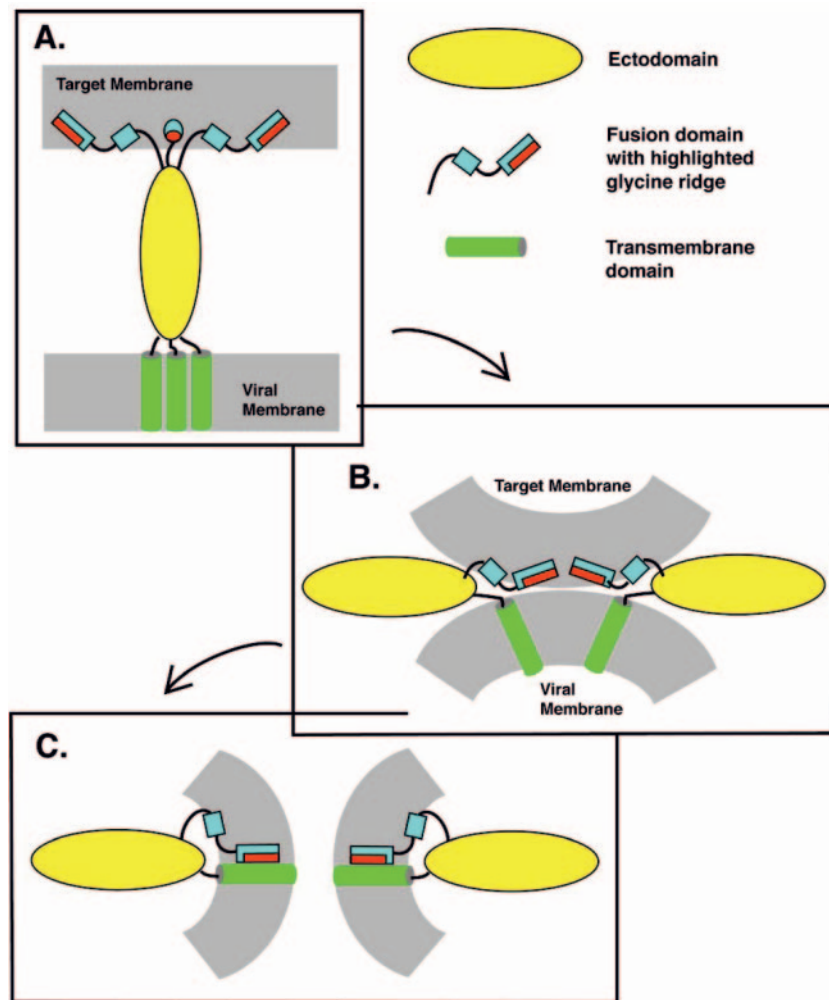 A.
Target Membrane
Viral
Membrane
Ectodomain
Fusion domain
with highlighted
glycine ridge
Transmembrane
domain
B.
Target Membrane
Viral
Membrane
C.